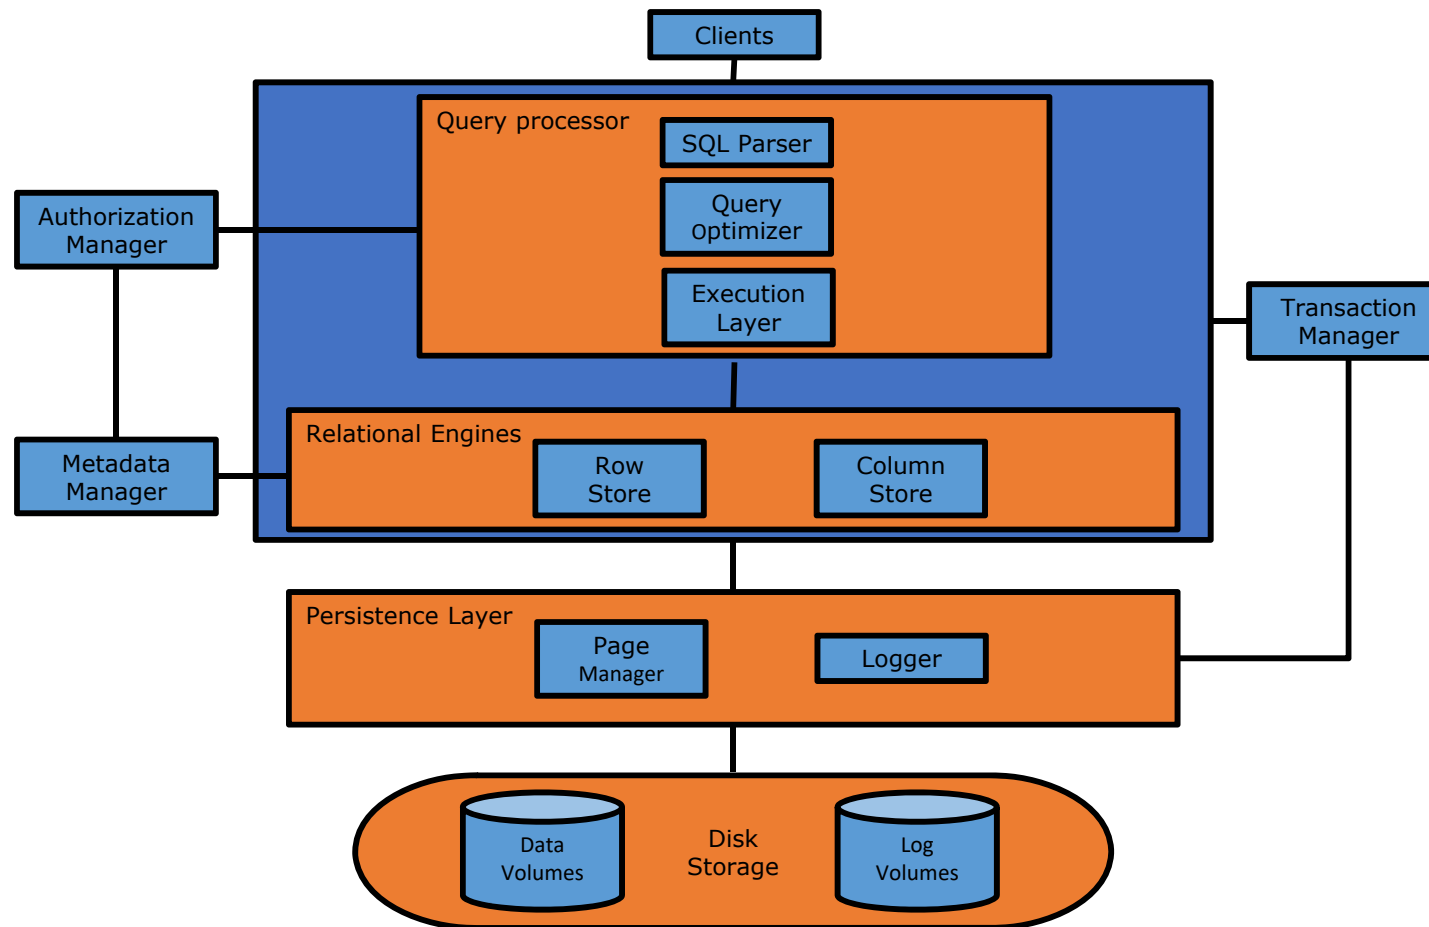 Clients
Query processor
SQL Parser
Query
Optimizer
Execution
Layer
Authorization
Manager
Transaction
Manager
Metadata
Manager
Relational Engines
Row
Store
Column
Store
Persistence Layer
Page
Manager
Logger
Data
Volumes
Disk
Storage
Log
Volumes